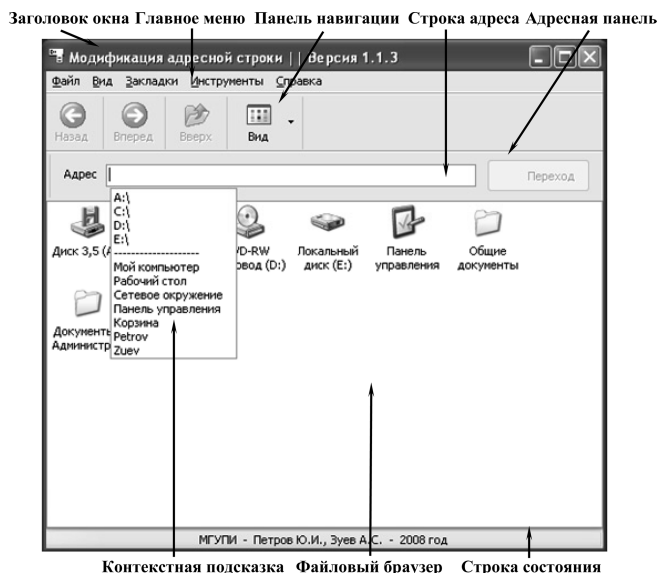 Заголовок окна Главное меню Панель навигации Строка адреса Адресная панель
Модификация адресной строки || Версия 1.1.3
Файл Вид Закладки Инструменты Справка
Назад Вперед Вверх Вид
Адрес Переход
A:\
C:\
D:\
E:\
--------------------
Мой компьютер
Рабочий стол
Сетевое окружение
Панель управления
Корзина
Petrov
Zuev
Диск 3,5 (A
VD-RW
овод (D:)
Локальный
диск (E:)
Панель
управления
Общие
документы
Документы
Администр
МГУПИ - Петров Ю.И., Зуев А.С. - 2008 год
Контекстная подсказка Файловый браузер Строка состояния